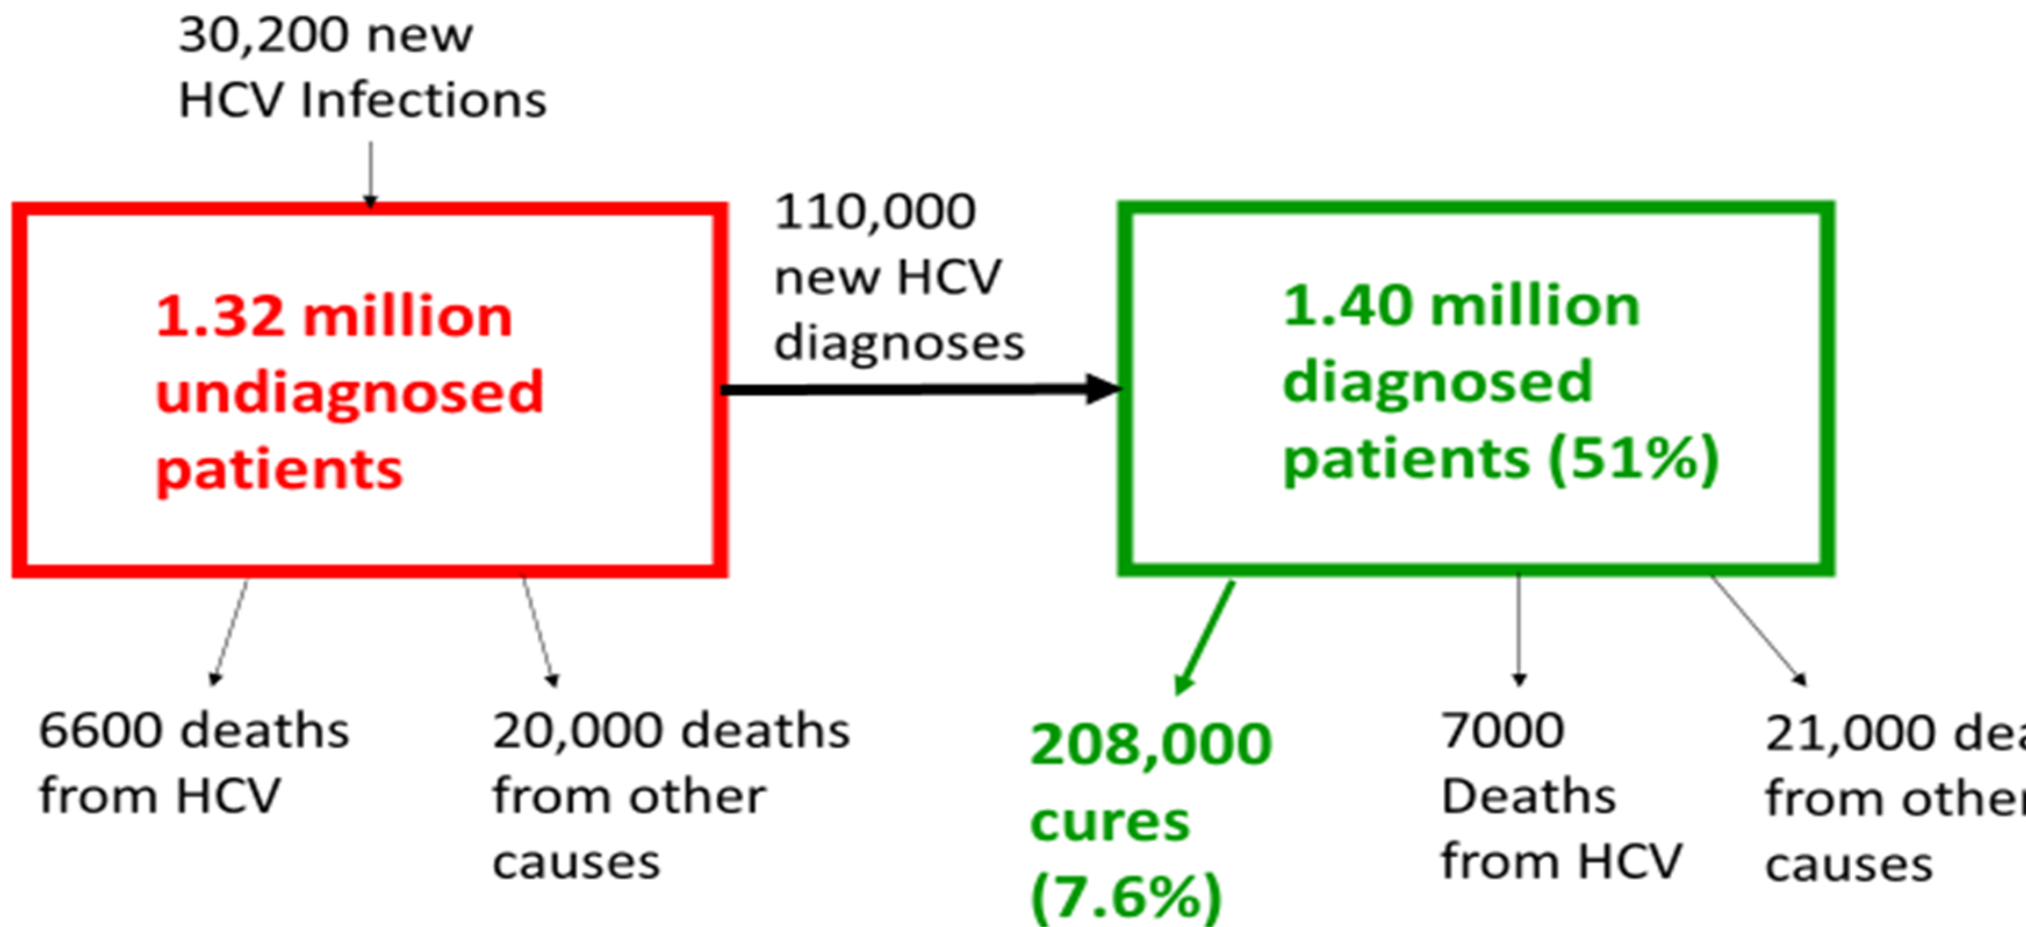 30,200 new
HCV Infections
1.32 million
undiagnosed
patients
110,000
new HCV
diagnoses
1.40 million
diagnosed
patients (51%)
6600 deaths
from HCV
20,000 deaths
from other
causes
208,000
cures
(7.6%)
7000
Deaths
from HCV
21,000
from other
causes